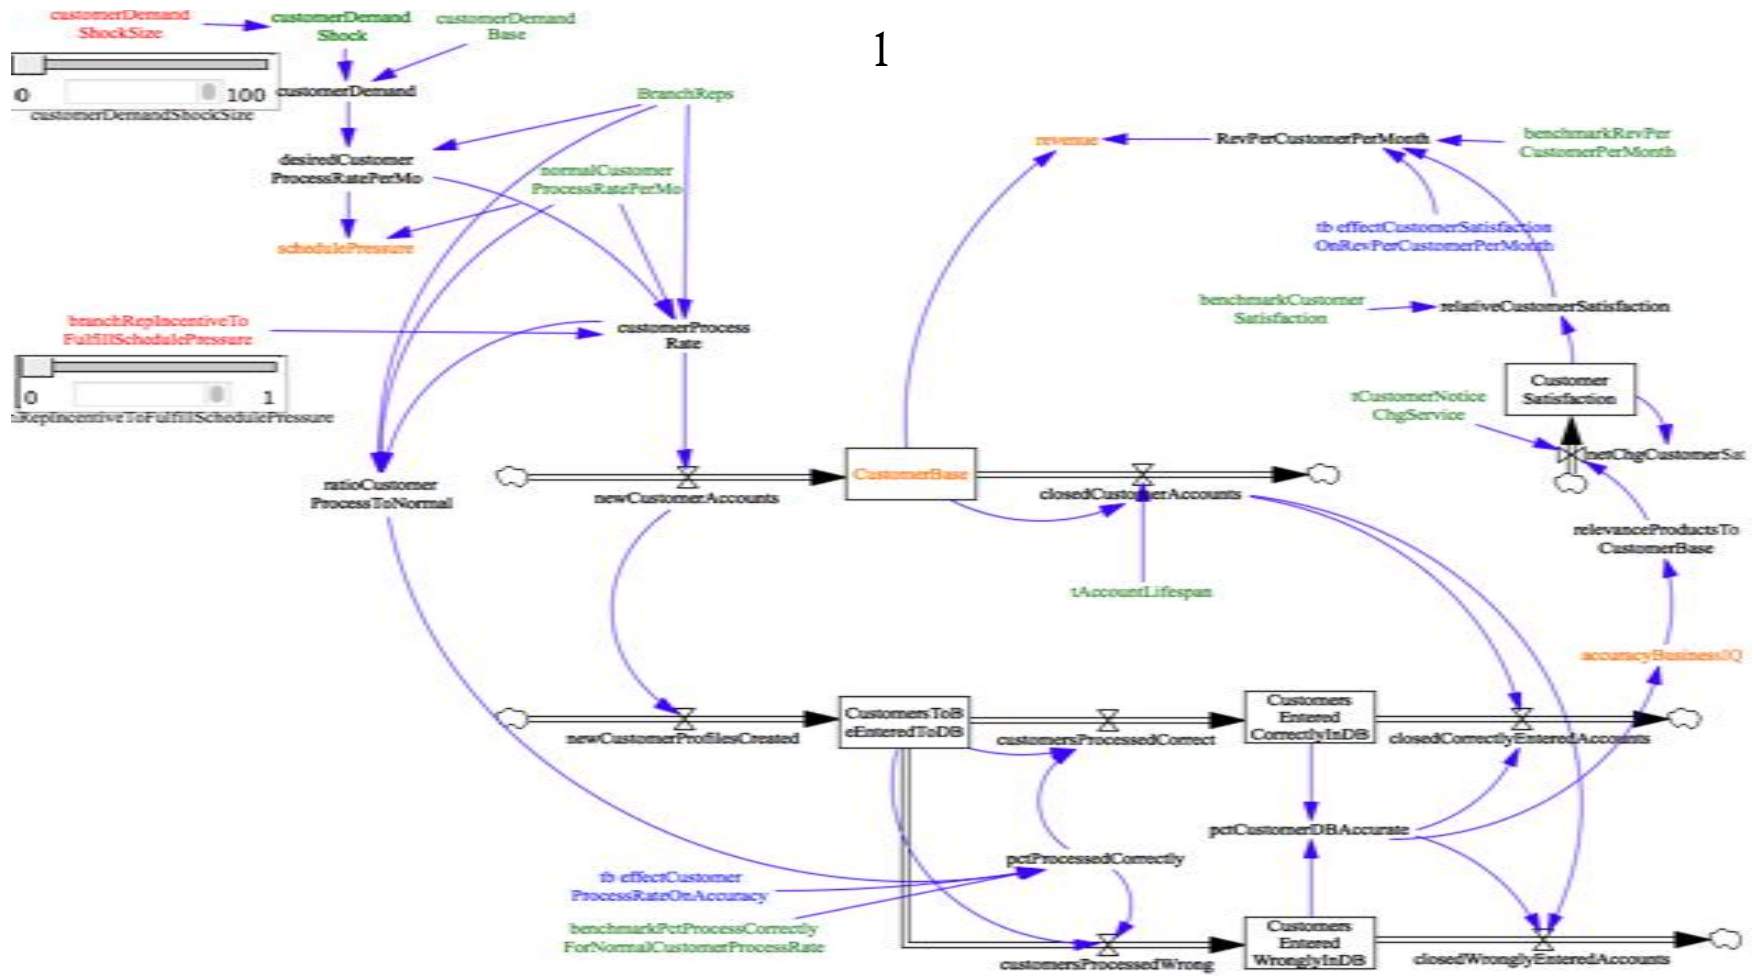 1
customerDemand
ShockSize
customerDemand
Shock
customerDemand
Base
100
customerDemandShockSize
customerDemand
BranchReps
desiredCustomer
ProcessRatePerMo
normalCustomer
ProcessRatePerMo
schedulePressure
revenue
RevPerCustomerPerMonth
benchmarkRevPer
CustomerPerMonth
tb effectCustomerSatisfaction
OnRevPerCustomerPerMonth
benchmarkCustomer
Satisfaction
relativeCustomerSatisfaction
branchRepIncentiveTo
FulfillSchedulePressure
0
1
hRepIncentiveToFulfillSchedulePressure
customerProcess
Rate
Customer
Satisfaction
tCustomerNotice
ChgService
netChgCustomerSat
ratioCustomer
ProcessToNormal
newCustomerAccounts
CustomerBase
closedCustomerAccounts
relevanceProductsTo
CustomerBase
tAccountLifespan
accuracyBusinessIQ
newCustomerProfilesCreated
CustomersToB
eEnteredToDB
customersProcessedCorrect
Customers
Entered
CorrectlyInDB
closedCorrectlyEnteredAccounts
pctCustomerDBAccurate
pctProcessedCorrectly
tb effectCustomer
ProcessRateOnAccuracy
benchmarkPctProcessCorrectly
ForNormalCustomerProcessRate
customersProcessedWrong
Customers
Entered
WronglyInDB
closedWronglyEnteredAccounts